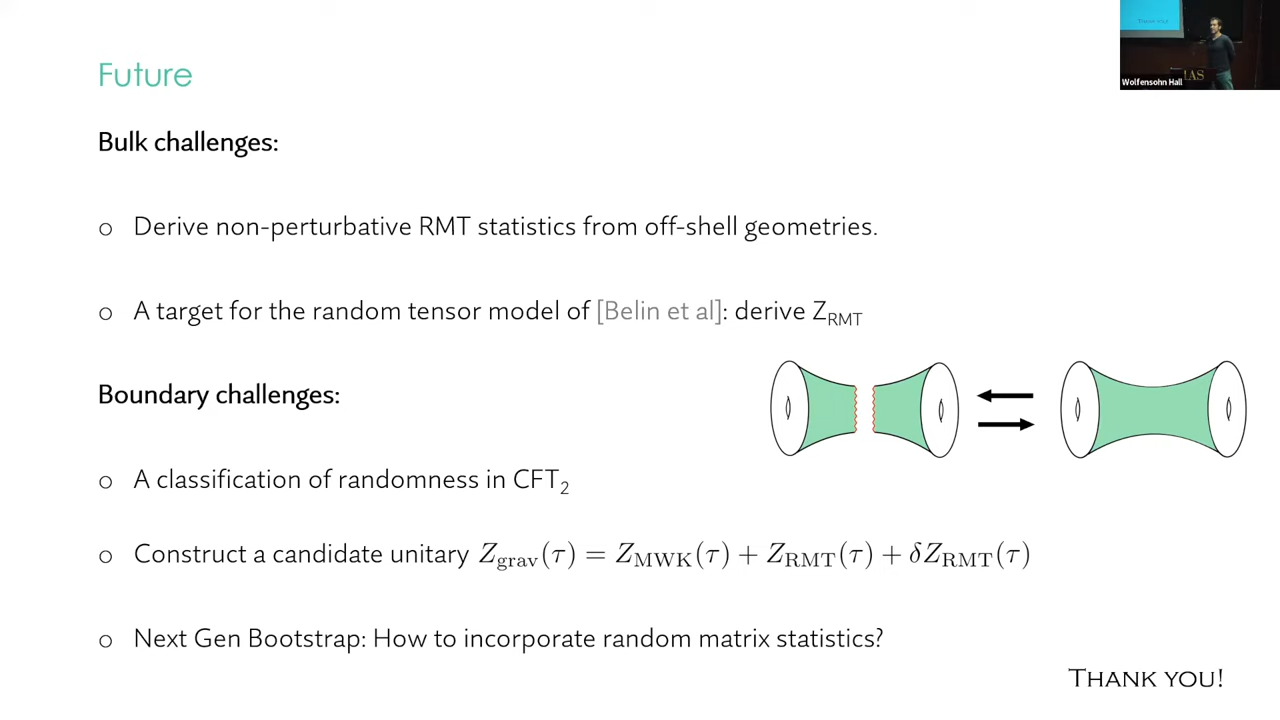 Future
Bulk challenges:
o Derive non-perturbative RMT statistics from off-shell geometries.
o A target for the random tensor model of [Belin et al]: derive Z_RMT
Boundary challenges:
o A classification of randomness in CFT_2
o Construct a candidate unitary Z_grav(τ) = Z_MWK(τ) + Z_RMT(τ) + δZ_RMT(τ)
o Next Gen Bootstrap: How to incorporate random matrix statistics?
THANK YOU!
Wolfensohn Hall
IAS